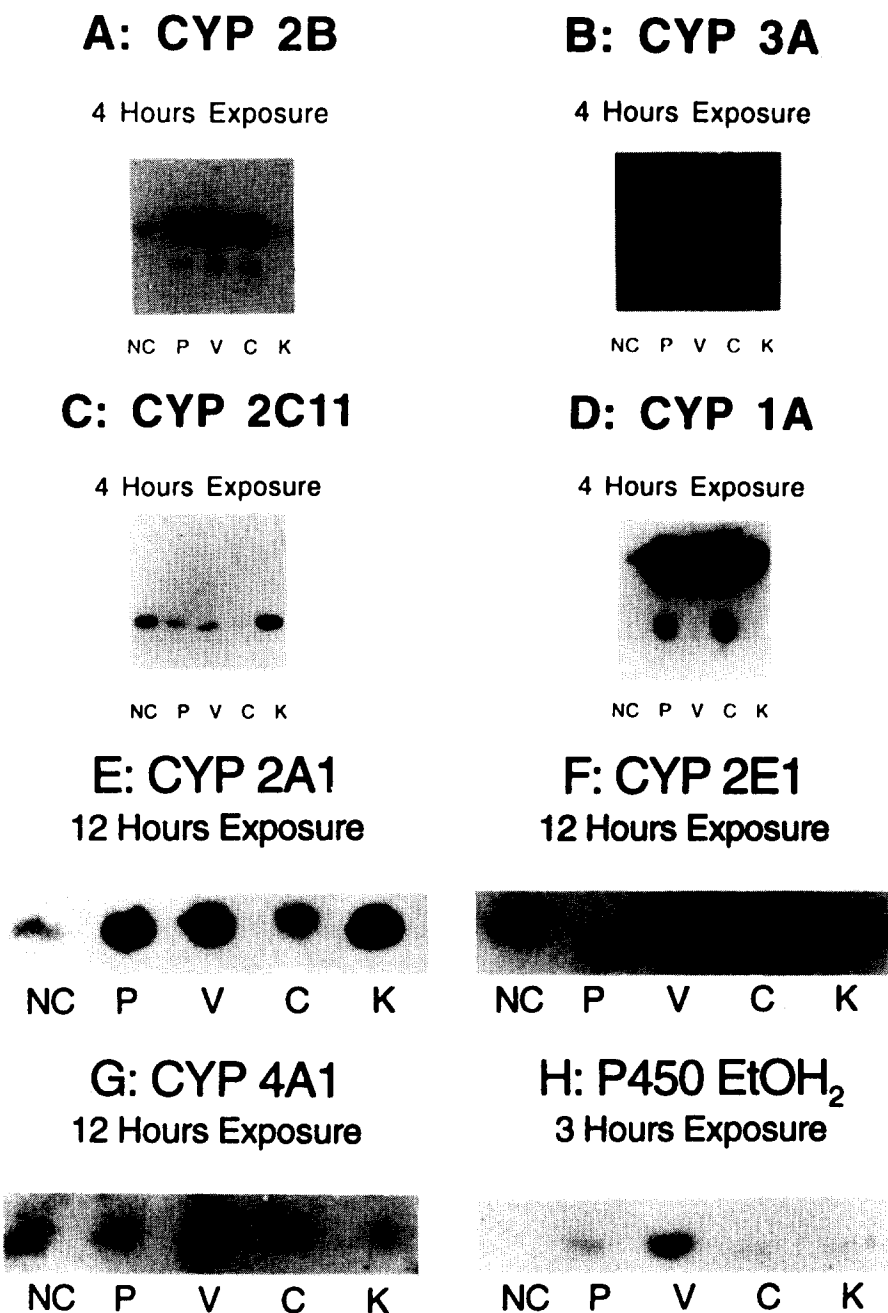 A: CYP 2B
B: CYP 3A
4 Hours Exposure
4 Hours Exposure
NC P V C K
NC P V C K
C: CYP 2C11
D: CYP 1A
4 Hours Exposure
4 Hours Exposure
NC P V C K
NC P V C K
E: CYP 2A1
F: CYP 2E1
12 Hours Exposure
12 Hours Exposure
NC P V C K
NC P V C K
G: CYP 4A1
H: P450 EtOH₂
12 Hours Exposure
3 Hours Exposure
NC P V C K
NC P V C K